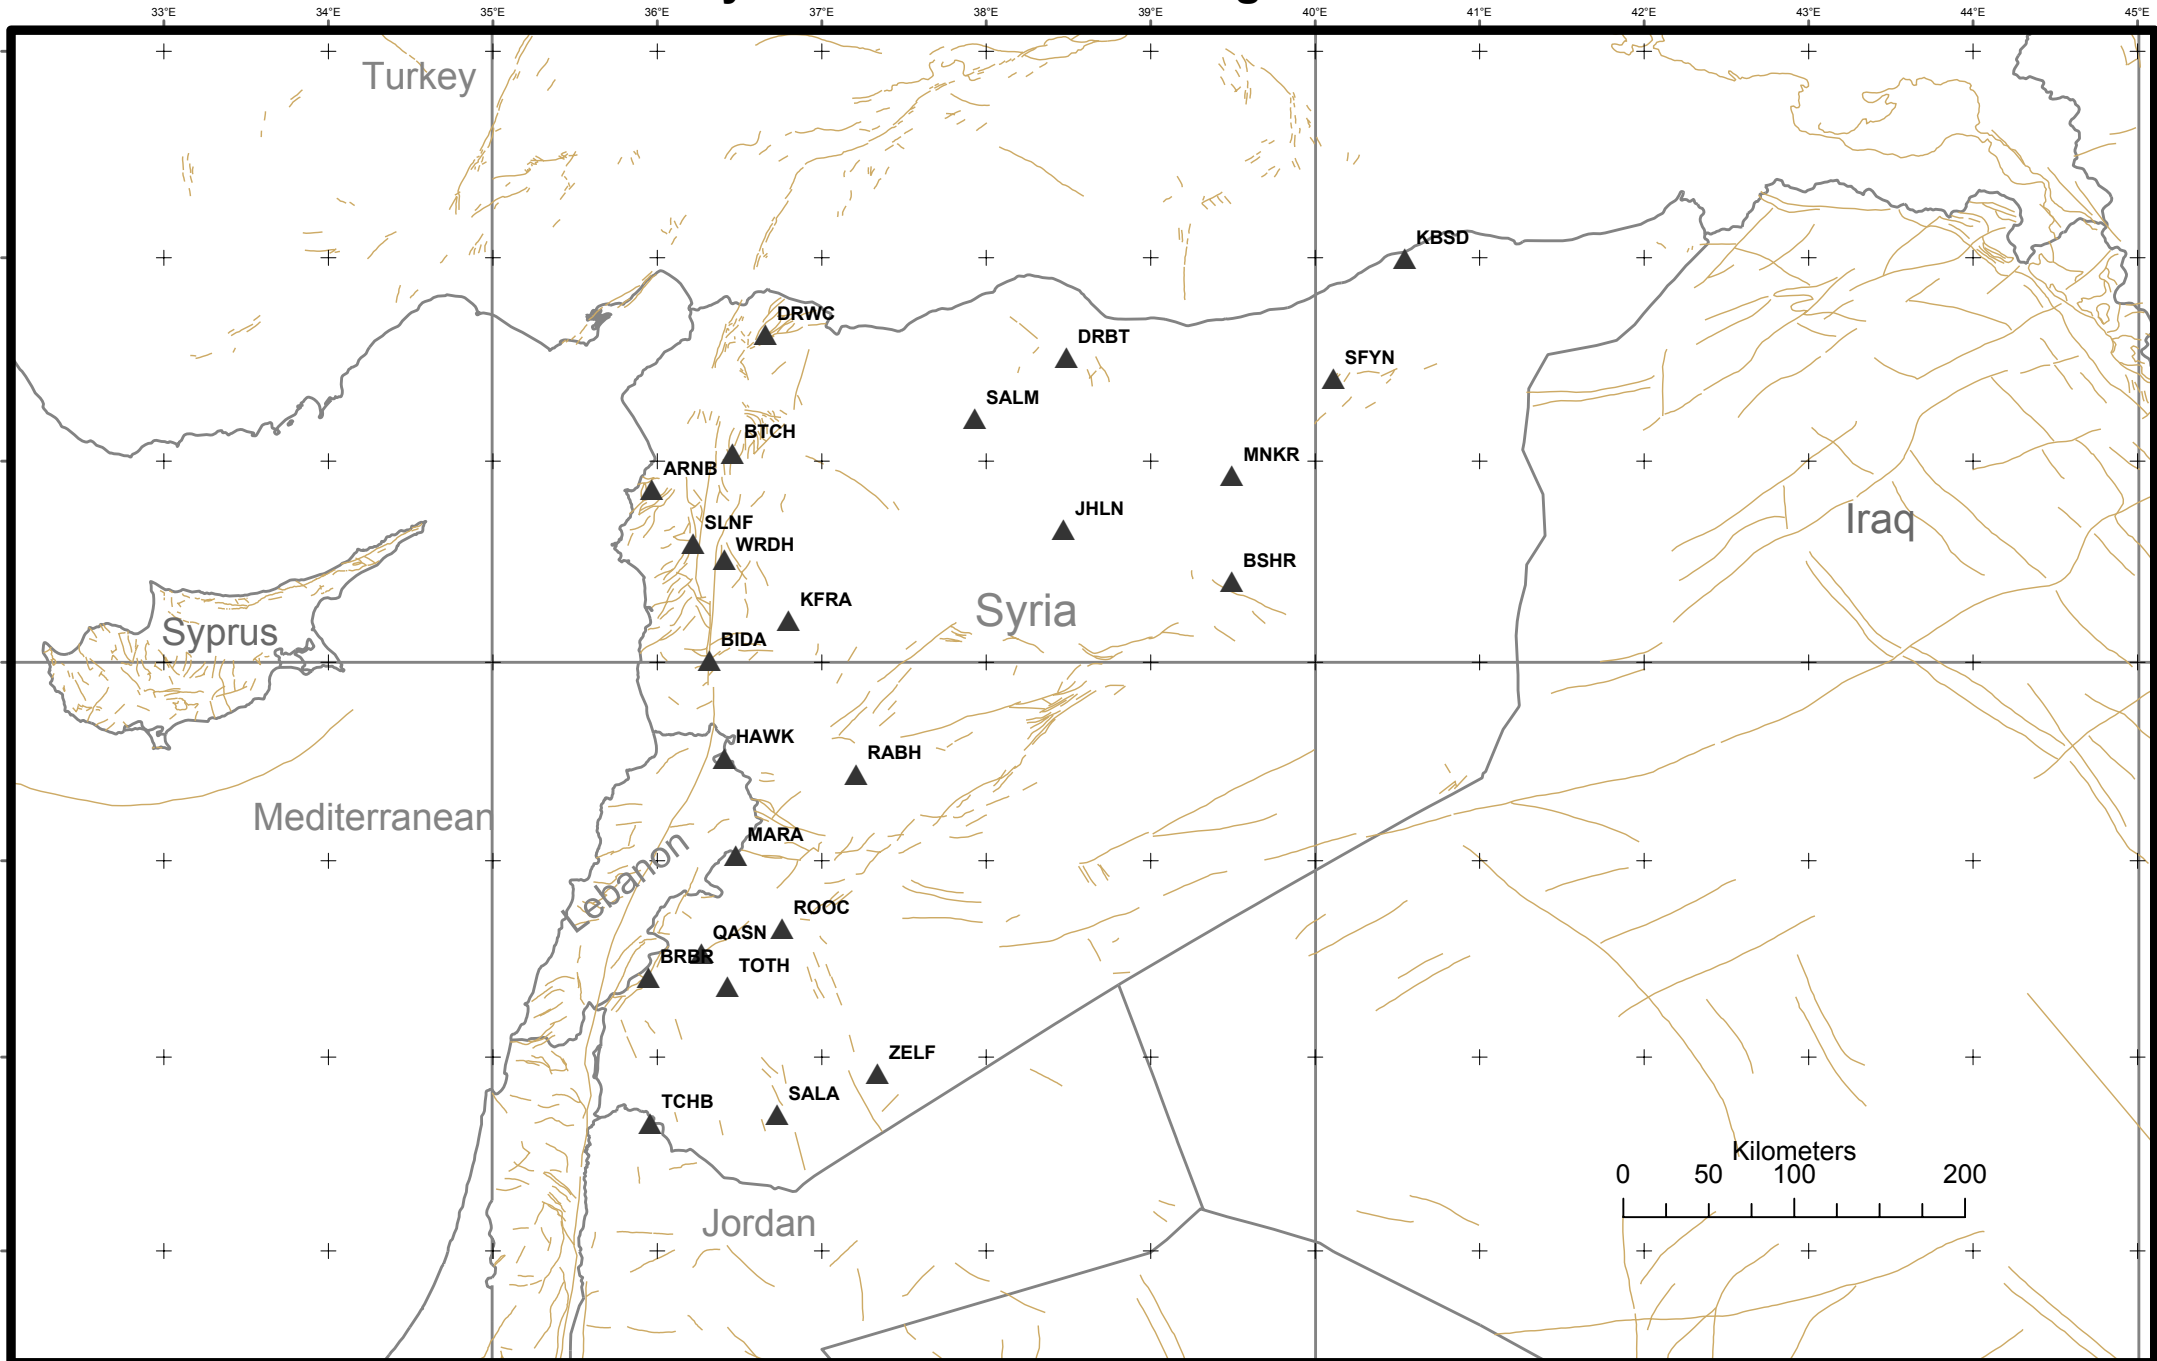 33°E 34°E 35°E 36°E 37°E 38°E 39°E 40°E 41°E 42°E 43°E 44°E 45°E
Turkey
KBSD
DRWC
DRBT
SFYN
SALM
BTCH
MNKR
ARNB
JHLN
SLNF
Iraq
WRDH
BSHR
KFRA
Syria
Syprus
BIDA
HAWK
RABH
Mediterranean
MARA
Lebanon
ROOC
QASN
BRBR
TOTH
ZELF
SALA
TCHB
Kilometers
0 50 100 200
Jordan